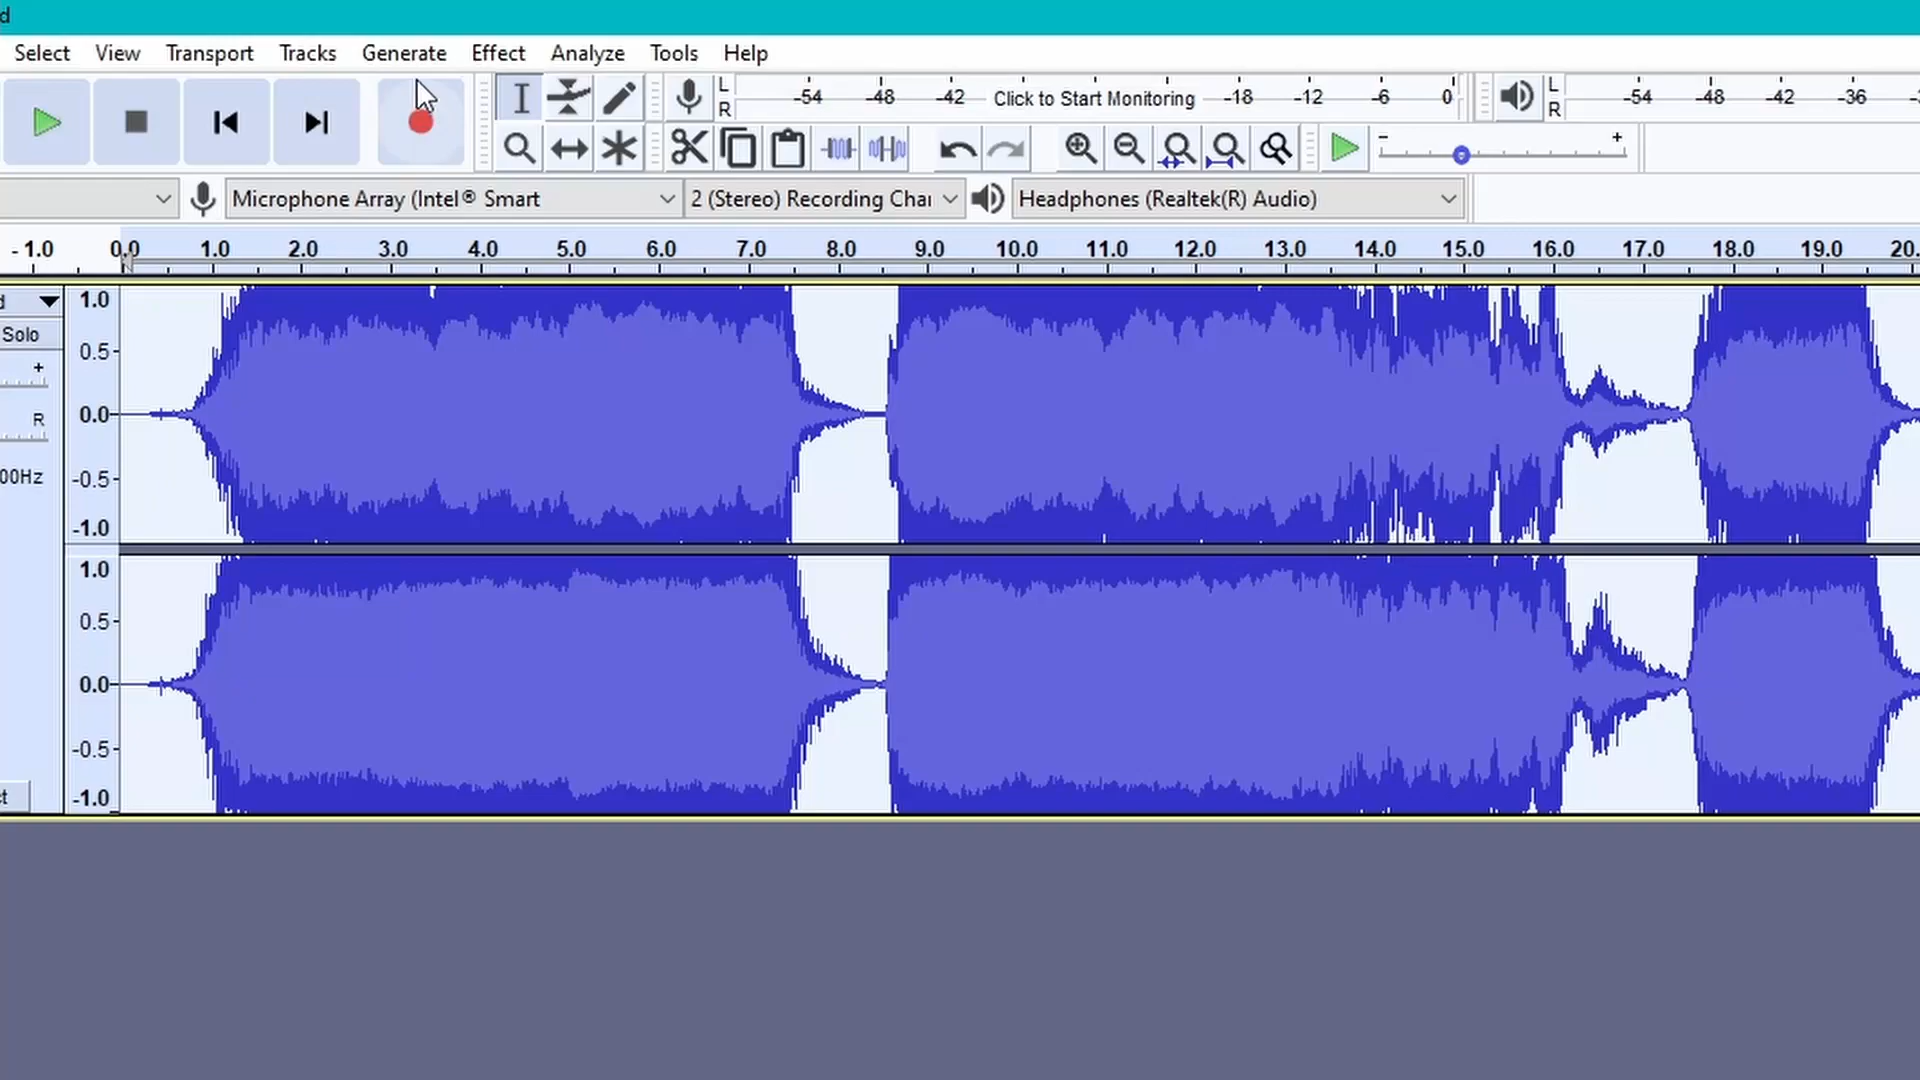 d
Select View Transport Tracks Generate Effect Analyze Tools Help
L -54 -48 -42 Click to Start Monitoring -18 -12 -6 0 L -54 -48 -42 -36
R R
- +
Microphone Array (Intel® Smart 2 (Stereo) Recording Char Headphones (Realtek(R) Audio)
- 1.0 0.0 1.0 2.0 3.0 4.0 5.0 6.0 7.0 8.0 9.0 10.0 11.0 12.0 13.0 14.0 15.0 16.0 17.0 18.0 19.0 20.
d 1.0
Solo
+ 0.5
R 0.0
00Hz -0.5
-1.0
1.0
0.5
0.0
-0.5
ct -1.0